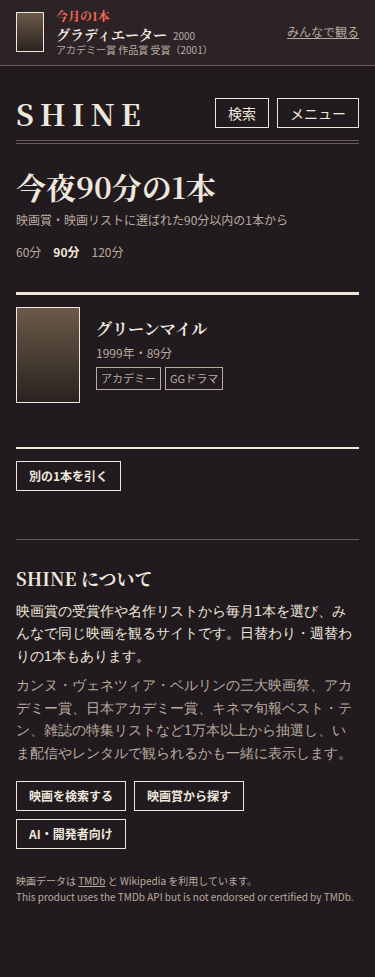 今月の1本
グラディエーター 2000
アカデミー賞 作品賞 受賞（2001）
みんなで観る
SHINE
検索
メニュー
今夜90分の1本
映画賞・映画リストに選ばれた90分以内の1本から
60分 90分 120分
グリーンマイル
1999年・89分
アカデミー GGドラマ
別の1本を引く
SHINE について
映画賞の受賞作や名作リストから毎月1本を選び、み
んなで同じ映画を観るサイトです。日替わり・週替わ
りの1本もあります。
カンヌ・ヴェネツィア・ベルリンの三大映画祭、アカ
デミー賞、日本アカデミー賞、キネマ旬報ベスト・テ
ン、雑誌の特集リストなど1万本以上から抽選し、い
ま配信やレンタルで観られるかも一緒に表示します。
映画を検索する
映画賞から探す
AI・開発者向け
映画データは TMDb と Wikipedia を利用しています。
This product uses the TMDb API but is not endorsed or certified by TMDb.